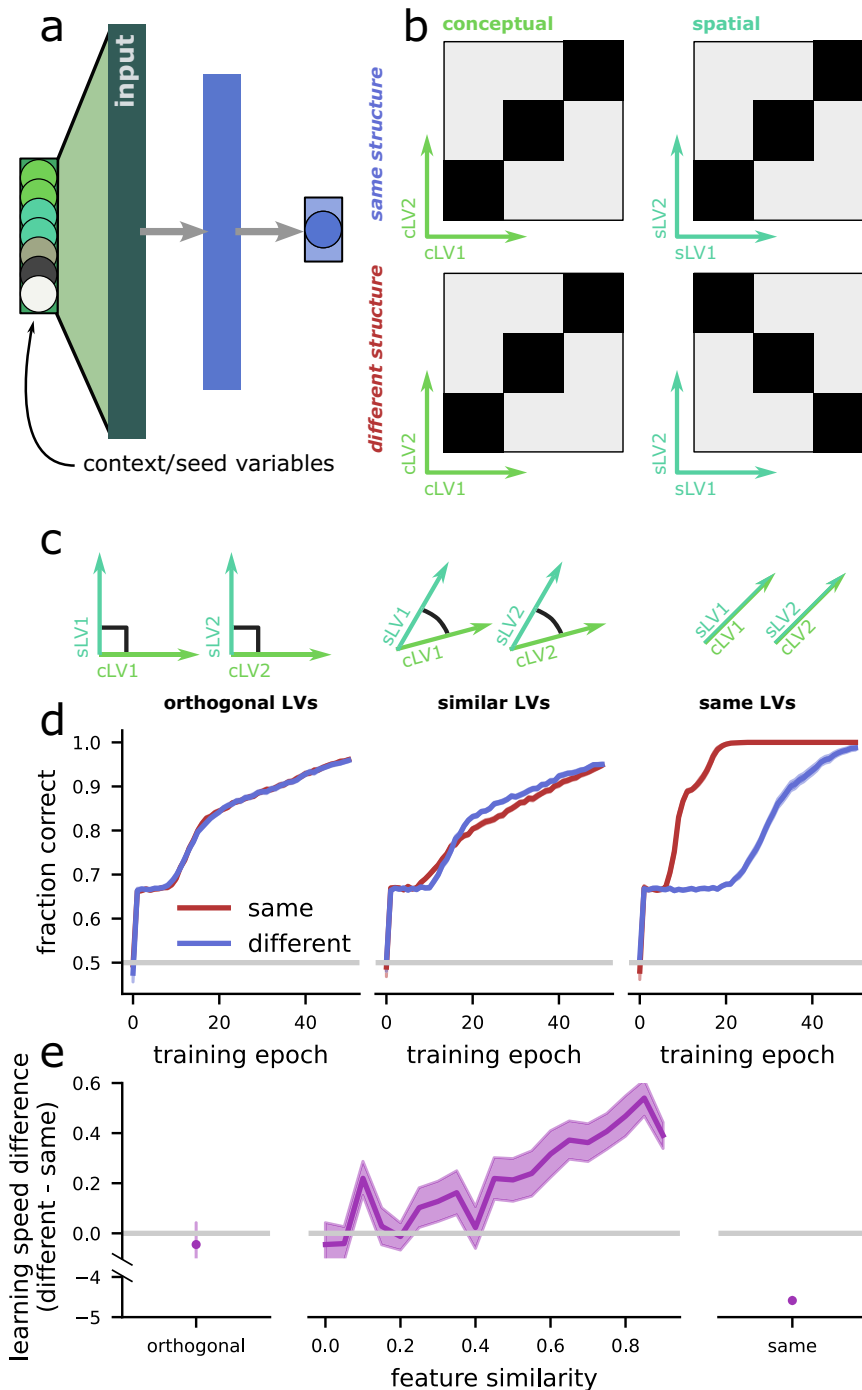 a
input
context/seed variables
b
conceptual
spatial
same structure
cLV2
cLV1
sLV2
sLV1
different structure
cLV2
cLV1
sLV2
sLV1
c
sLV1
cLV1
sLV2
cLV2
sLV1
cLV1
sLV2
cLV2
sLV1
cLV1
sLV2
cLV2
orthogonal LVs
similar LVs
same LVs
d
fraction correct
1.0
0.9
0.8
0.7
0.6
0.5
same
different
0 20 40
0 20 40
0 20 40
training epoch
training epoch
training epoch
e
learning speed difference
(different - same)
0.6
0.4
0.2
0.0
−4
−5
orthogonal
0.0 0.2 0.4 0.6 0.8
same
feature similarity